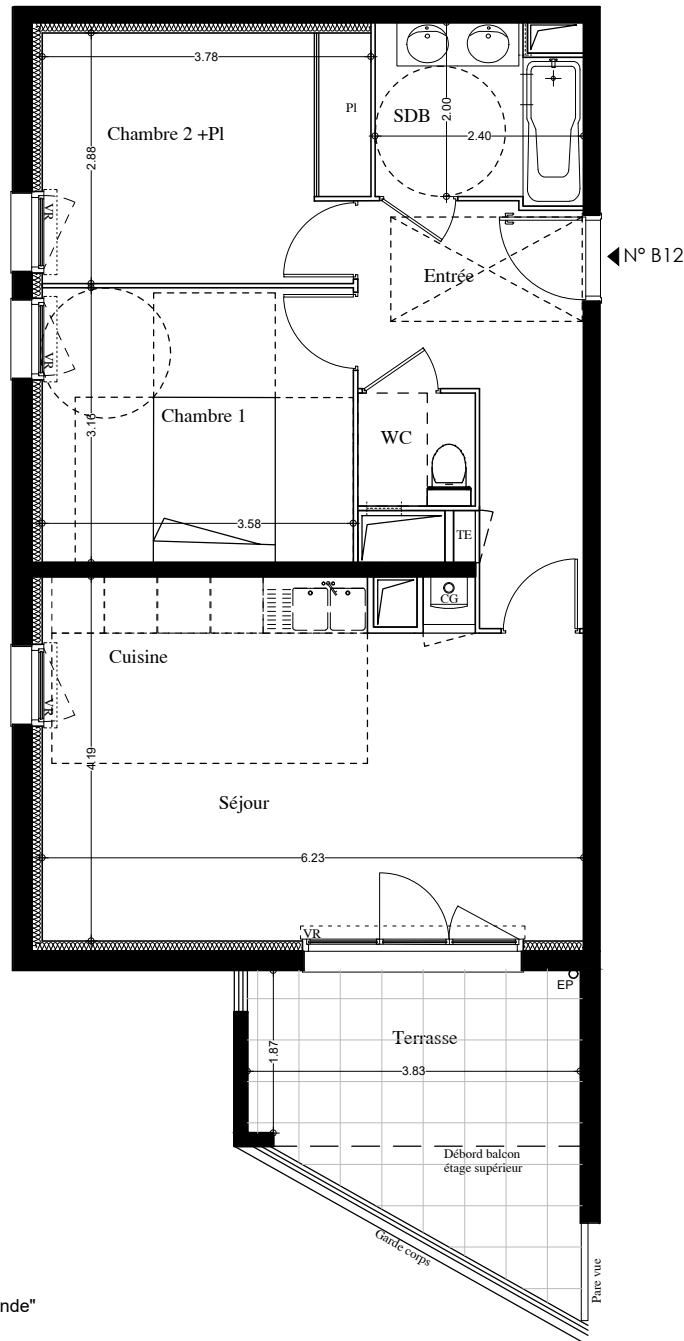 3.78
Chambre 2 +Pl
Pl
SDB
2.00
2.40
2.88
VR
Entrée
N° B12
VR
Chambre 1
3.16
WC
3.58
TE
CG
Cuisine
VR
4.19
Séjour
6.23
VR
EP
Terrasse
1.87
3.83
Débord balcon
étage supérieur
Garde corps
Pare vue
nde"